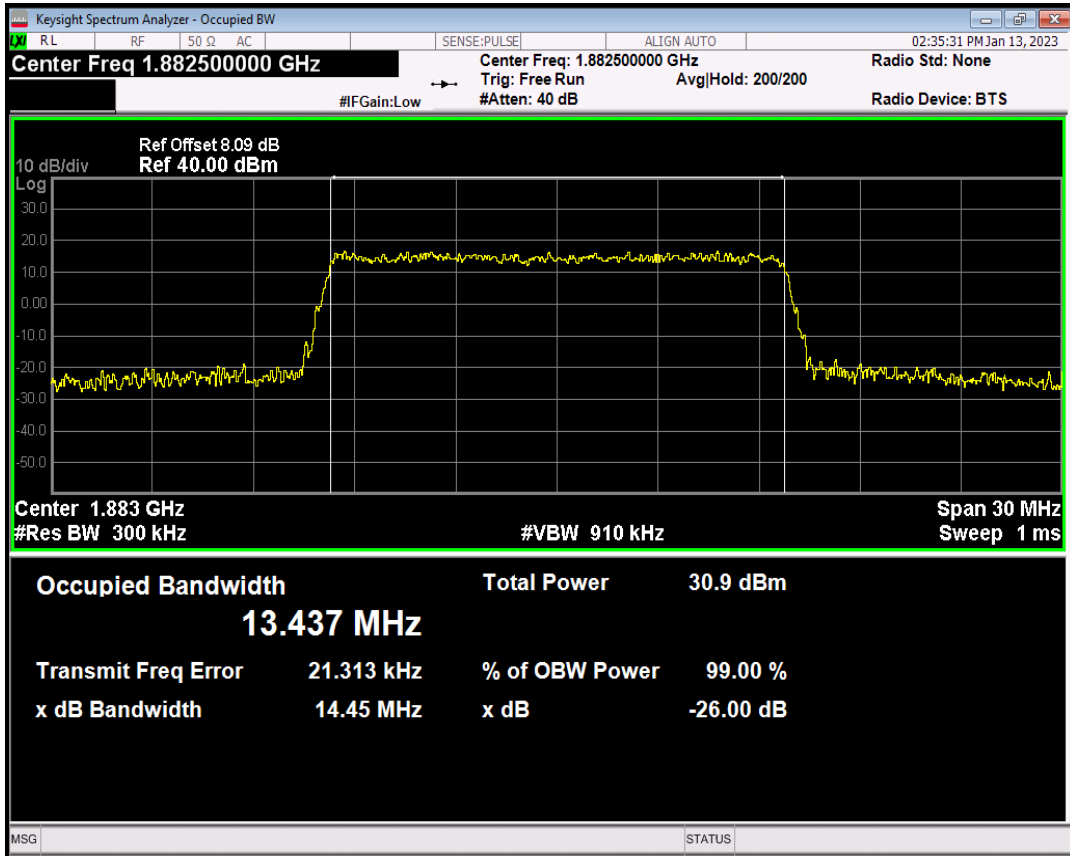 Keysight Spectrum Analyzer - Occupied BW
LXI RL RF 50 Ω AC SENSE:PULSE ALIGN AUTO 02:35:31 PM Jan 13, 2023
Center Freq 1.882500000 GHz
Center Freq: 1.882500000 GHz
Radio Std: None
Trig: Free Run Avg|Hold: 200/200
#IFGain:Low #Atten: 40 dB Radio Device: BTS
Ref Offset 8.09 dB
10 dB/div Ref 40.00 dBm
Log
30.0
20.0
10.0
0.00
-10.0
-20.0
-30.0
-40.0
-50.0
Center 1.883 GHz Span 30 MHz
#Res BW 300 kHz #VBW 910 kHz Sweep 1 ms
Occupied Bandwidth Total Power 30.9 dBm
13.437 MHz
Transmit Freq Error 21.313 kHz % of OBW Power 99.00 %
x dB Bandwidth 14.45 MHz x dB -26.00 dB
MSG STATUS